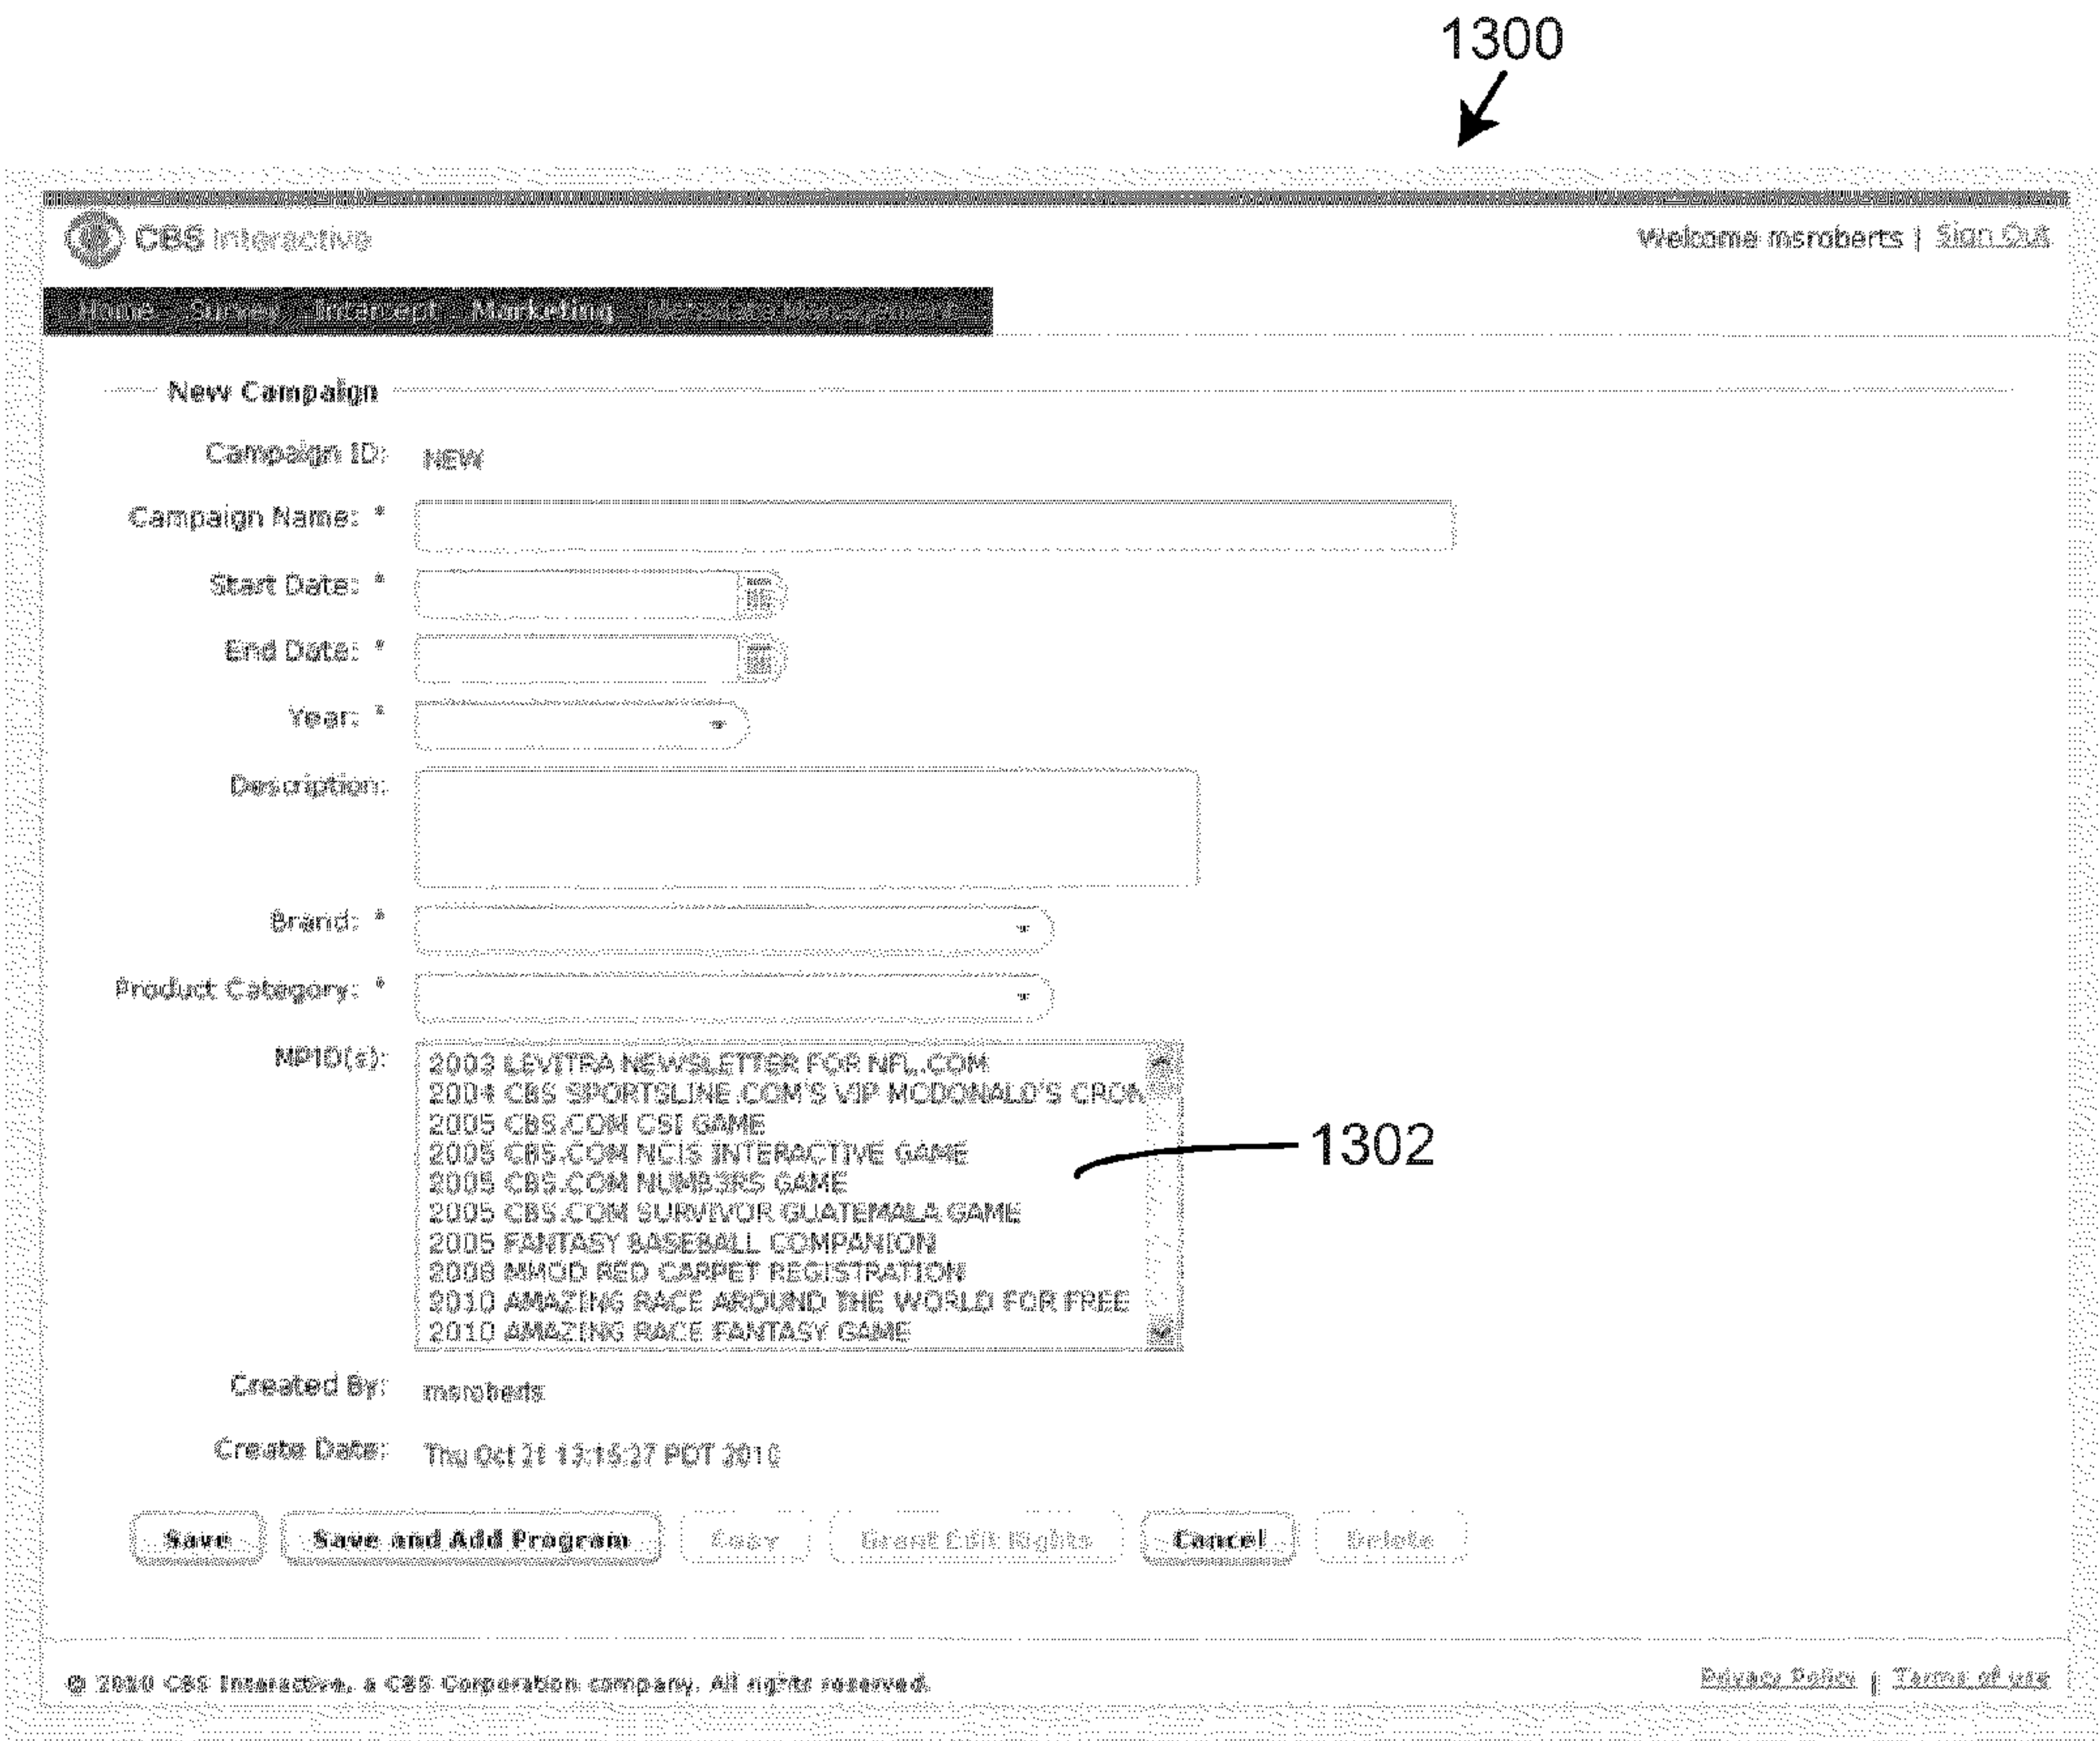 1300
CBS Interactive
Welcome msroberts | Sign Out
Home Survey Intercept Marketing Metadata Management
New Campaign
Campaign ID: NEW
Campaign Name: *
Start Date: *
End Date: *
Year: *
Description:
Brand: *
Product Category: *
MPID(s):
2003 LEVITRA NEWSLETTER FOR NFL.COM
2004 CBS SPORTSLINE.COM'S VIP MCDONALD'S CRON
2005 CBS.COM CSI GAME
2005 CBS.COM NCIS INTERACTIVE GAME
1302
2005 CBS.COM NUMB3RS GAME
2005 CBS.COM SURVIVOR GUATEMALA GAME
2005 FANTASY BASEBALL COMPANION
2008 MMOD RED CARPET REGISTRATION
2010 AMAZING RACE AROUND THE WORLD FOR FREE
2010 AMAZING RACE FANTASY GAME
Created By: msroberts
Create Date: Thu Oct 21 PDT 2010
Save Save and Add Program Copy Grant Edit Rights Cancel Delete
© 2010 CBS Interactive, a CBS Corporation company. All rights reserved.
Privacy Policy | Terms of use